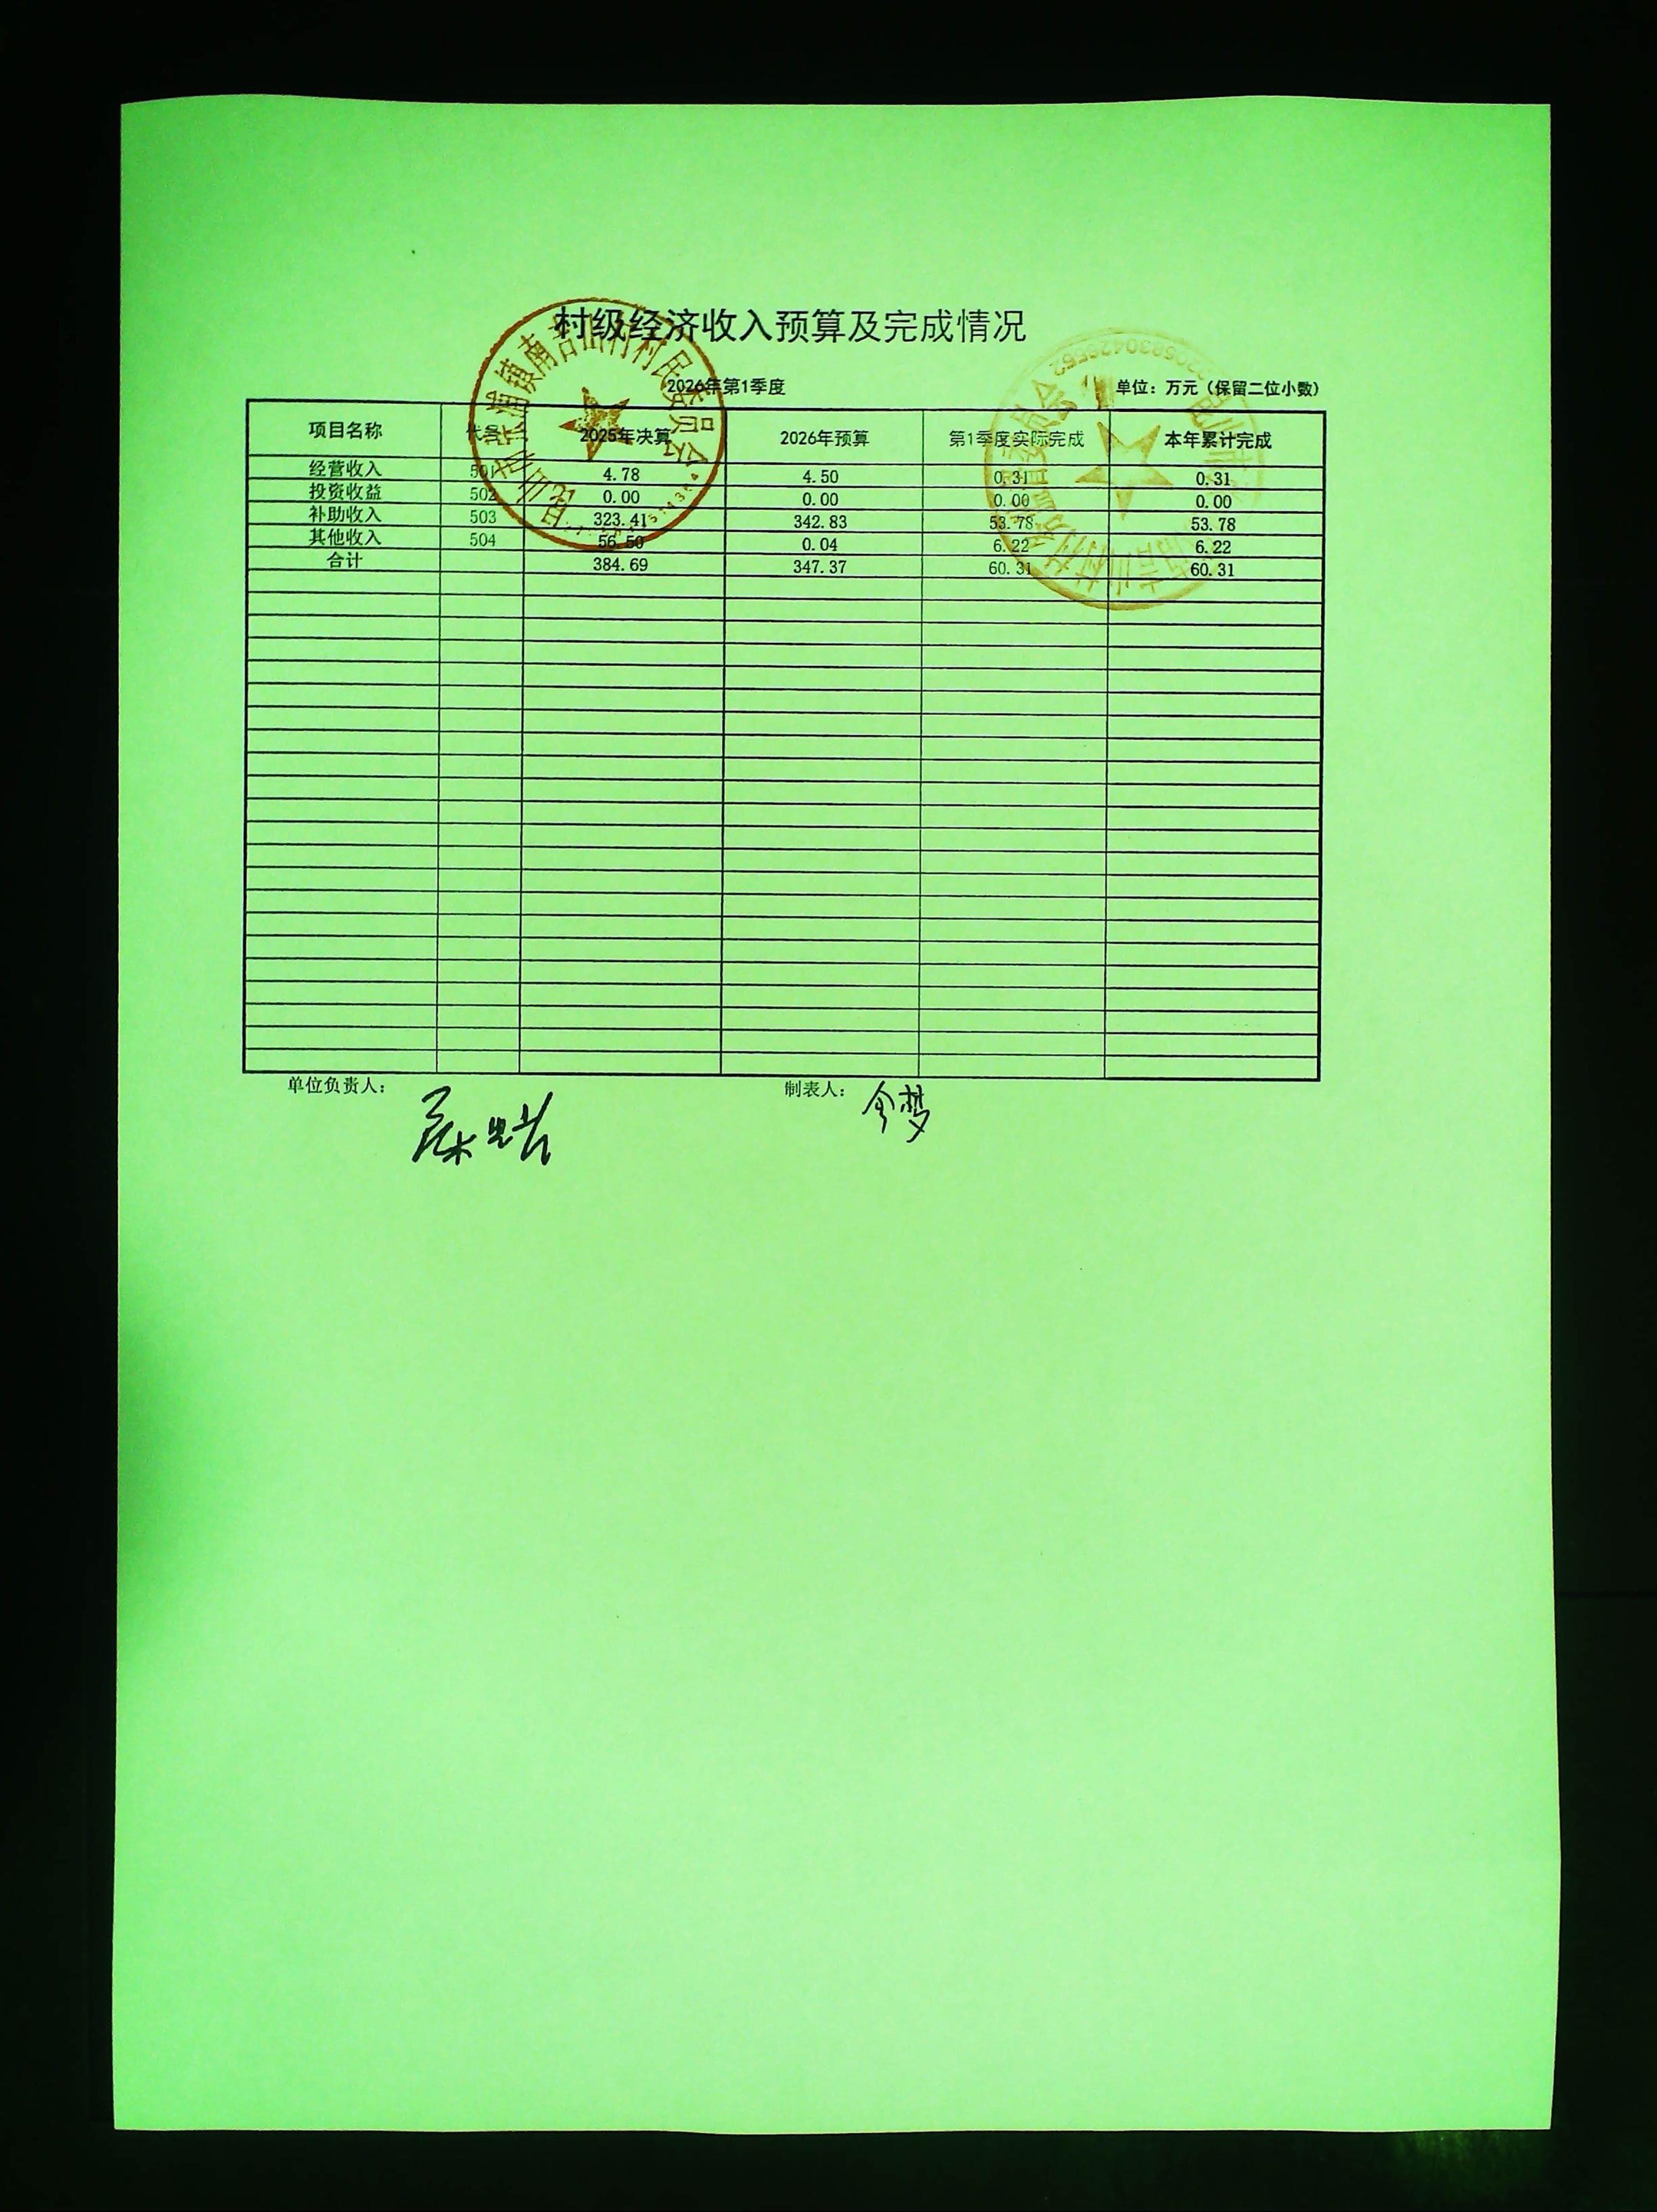 村级经济收入预算及完成情况
2026年第1季度 单位：万元（保留二位小数）
项目名称 2025年决算 2026年预算 第1季度实际完成 本年累计完成
经营收入 501 4.78 4.50 0.31 0.31
投资收益 502 0.00 0.00 0.00 0.00
补助收入 503 323.41 342.83 53.78 53.78
其他收入 504 56.50 0.04 6.22 6.22
合计 384.69 347.37 60.31 60.31
单位负责人： 制表人：